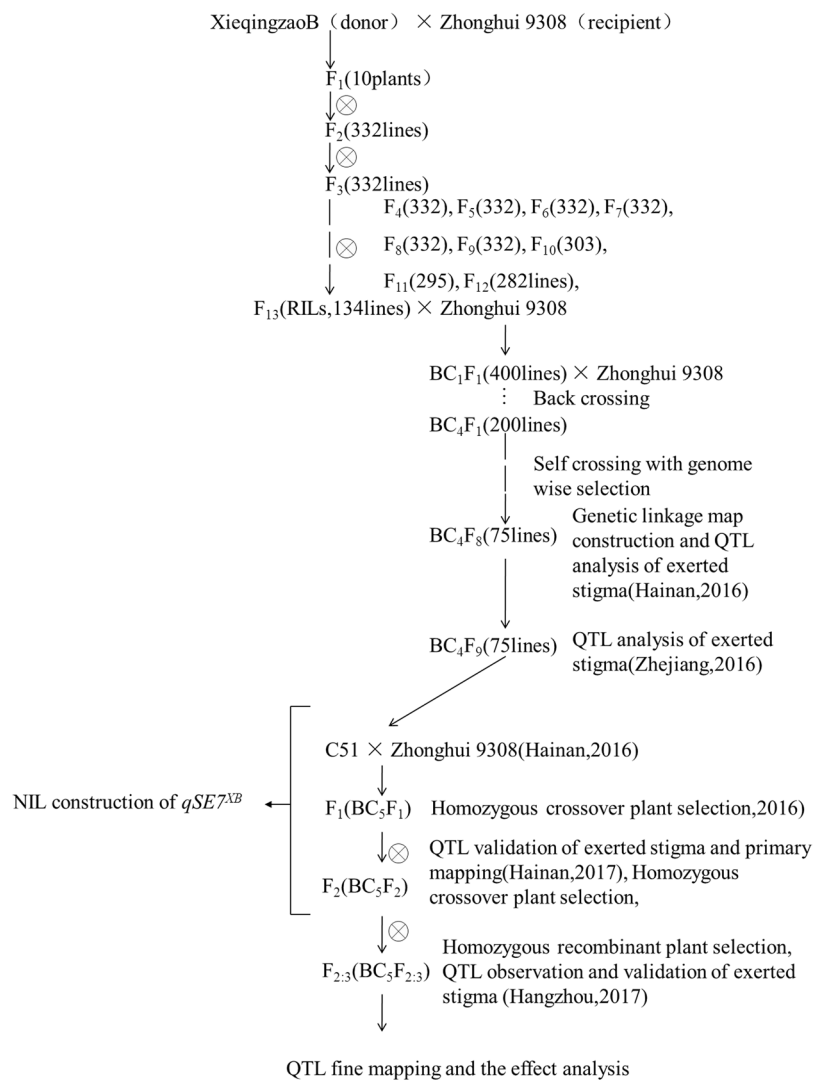 XieqingzaoB（donor） × Zhonghui 9308（recipient）
F₁(10plants）
F₂(332lines)
F₃(332lines)
F₄(332), F₅(332), F₆(332), F₇(332),
F₈(332), F₉(332), F₁₀(303),
F₁₁(295), F₁₂(282lines),
F₁₃(RILs,134lines) × Zhonghui 9308
BC₁F₁(400lines) × Zhonghui 9308
Back crossing
BC₄F₁(200lines)
Self crossing with genome
wise selection
BC₄F₈(75lines)
Genetic linkage map
construction and QTL
analysis of exerted
stigma(Hainan,2016)
BC₄F₉(75lines)
QTL analysis of exerted
stigma(Zhejiang,2016)
C51 × Zhonghui 9308(Hainan,2016)
NIL construction of qSE7ˣᴮ
F₁(BC₅F₁) Homozygous crossover plant selection,2016)
QTL validation of exerted stigma and primary
mapping(Hainan,2017), Homozygous
crossover plant selection,
F₂(BC₅F₂)
Homozygous recombinant plant selection,
QTL observation and validation of exerted
stigma (Hangzhou,2017)
F₂:₃(BC₅F₂:₃)
QTL fine mapping and the effect analysis